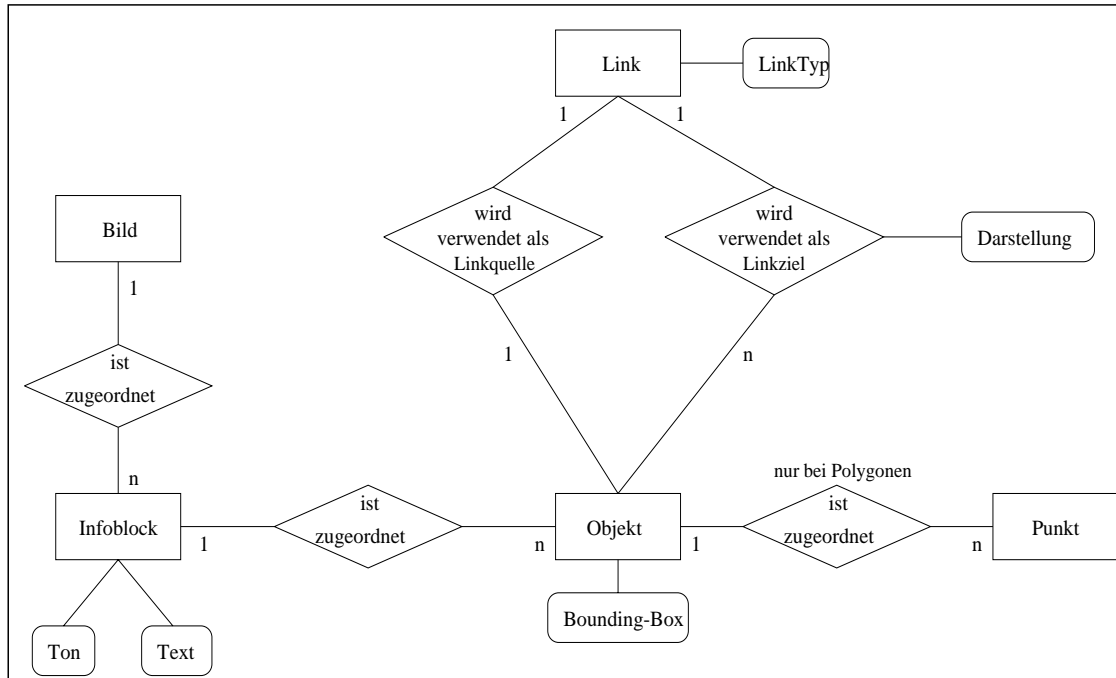 Link
LinkTyp
1
1
Bild
wird
verwendet als
Linkquelle
wird
verwendet als
Linkziel
Darstellung
1
ist
zugeordnet
1
n
n
nur bei Polygonen
Infoblock
1
ist
zugeordnet
n
Objekt
1
ist
zugeordnet
n
Punkt
Bounding-Box
Ton
Text